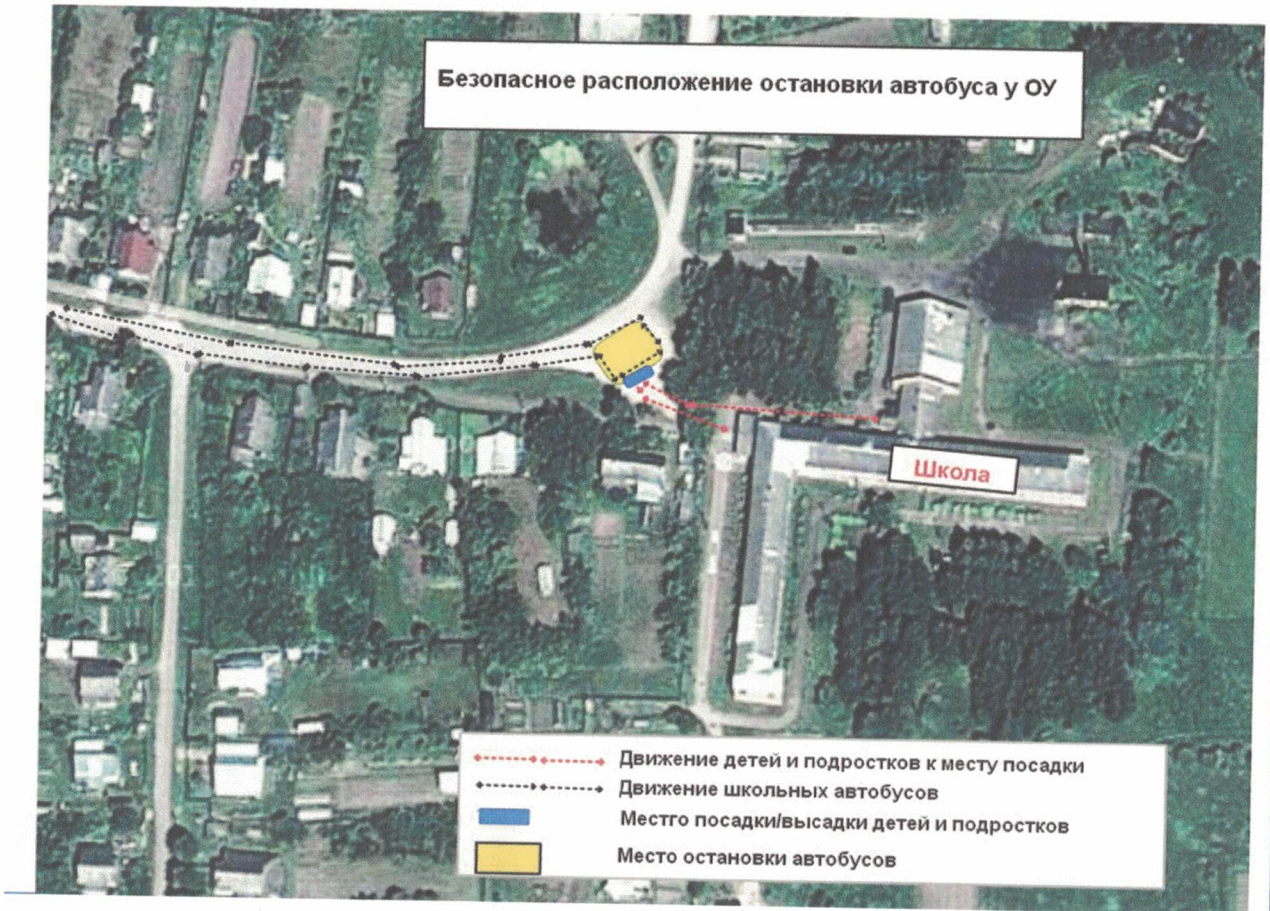 Безопасное расположение остановки автобуса у ОУ
Школа
Движение детей и подростков к месту посадки
Движение школьных автобусов
Местго посадки/высадки детей и подростков
Место остановки автобусов